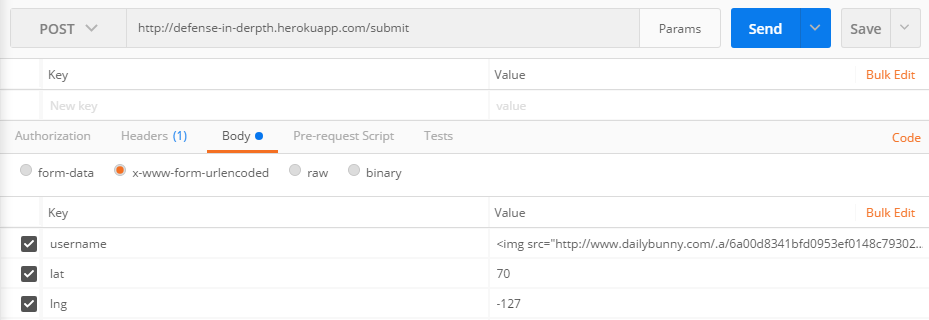 POST http://defense-in-derpth.herokuapp.com/submit Params Send Save
Key Value Bulk Edit
New key value
Authorization Headers (1) Body Pre-request Script Tests Code
form-data x-www-form-urlencoded raw binary
Key Value Bulk Edit
username <img src="http://www.dailybunny.com/.a/6a00d8341bfd0953ef0148c79302...
lat 70
lng -127